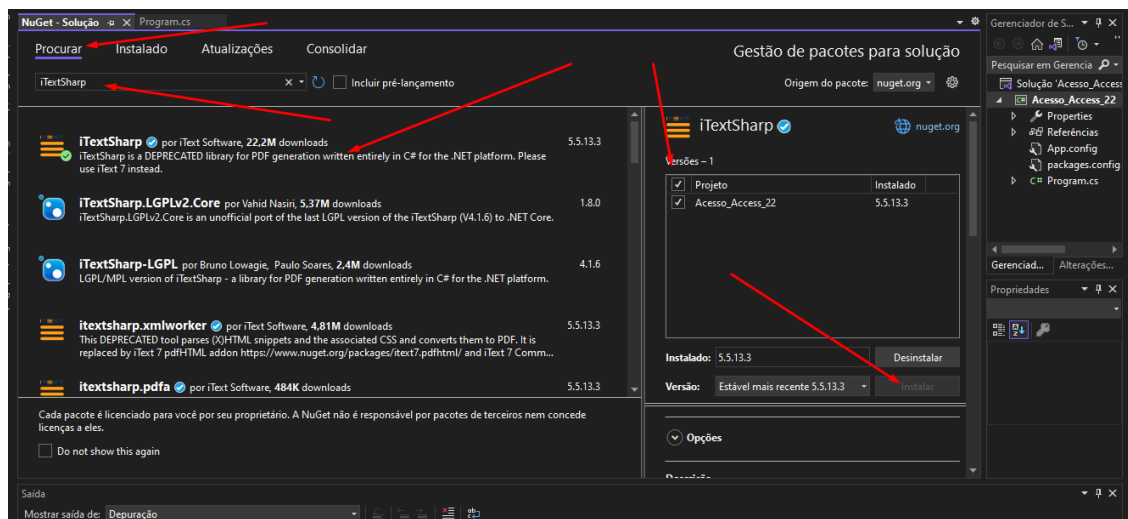 NuGet - Solução
Program.cs
Procurar
Instalado
Atualizações
Consolidar
Gestão de pacotes para solução
iTextSharp
Incluir pré-lançamento
Origem do pacote: nuget.org
iTextSharp por iText Software, 22,2M downloads
5.5.13.3
iTextSharp is a DEPRECATED library for PDF generation written entirely in C# for the .NET platform. Please
use iText 7 instead.
iTextSharp.LGPLv2.Core por Vahid Nasiri, 5,37M downloads
1.8.0
iTextSharp.LGPLv2.Core is an unofficial port of the last LGPL version of the iTextSharp (V4.1.6) to .NET Core.
iTextSharp-LGPL por Bruno Lowagie, Paulo Soares, 2,4M downloads
4.1.6
LGPL/MPL version of iTextSharp - a library for PDF generation written entirely in C# for the .NET platform.
itextsharp.xmlworker por iText Software, 4,81M downloads
5.5.13.3
This DEPRECATED tool parses (X)HTML snippets and the associated CSS and converts them to PDF. It is
replaced by iText 7 pdfHTML addon https://www.nuget.org/packages/itext7.pdfhtml/ and iText 7 Comm...
itextsharp.pdfa por iText Software, 484K downloads
5.5.13.3
Cada pacote é licenciado para você por seu proprietário. A NuGet não é responsável por pacotes de terceiros nem concede
licenças a eles.
Do not show this again
iTextSharp
nuget.org
Versões – 1
Projeto Instalado
Acesso_Access_22 5.5.13.3
Instalado: 5.5.13.3 Desinstalar
Versão: Estável mais recente 5.5.13.3 Instalar
Opções
Gerenciador de S...
Pesquisar em Gerencia
Solução 'Acesso_Access
Acesso_Access_22
Properties
Referências
App.config
packages.config
C# Program.cs
Gerenciad... Alterações...
Propriedades
Saída
Mostrar saída de: Depuração